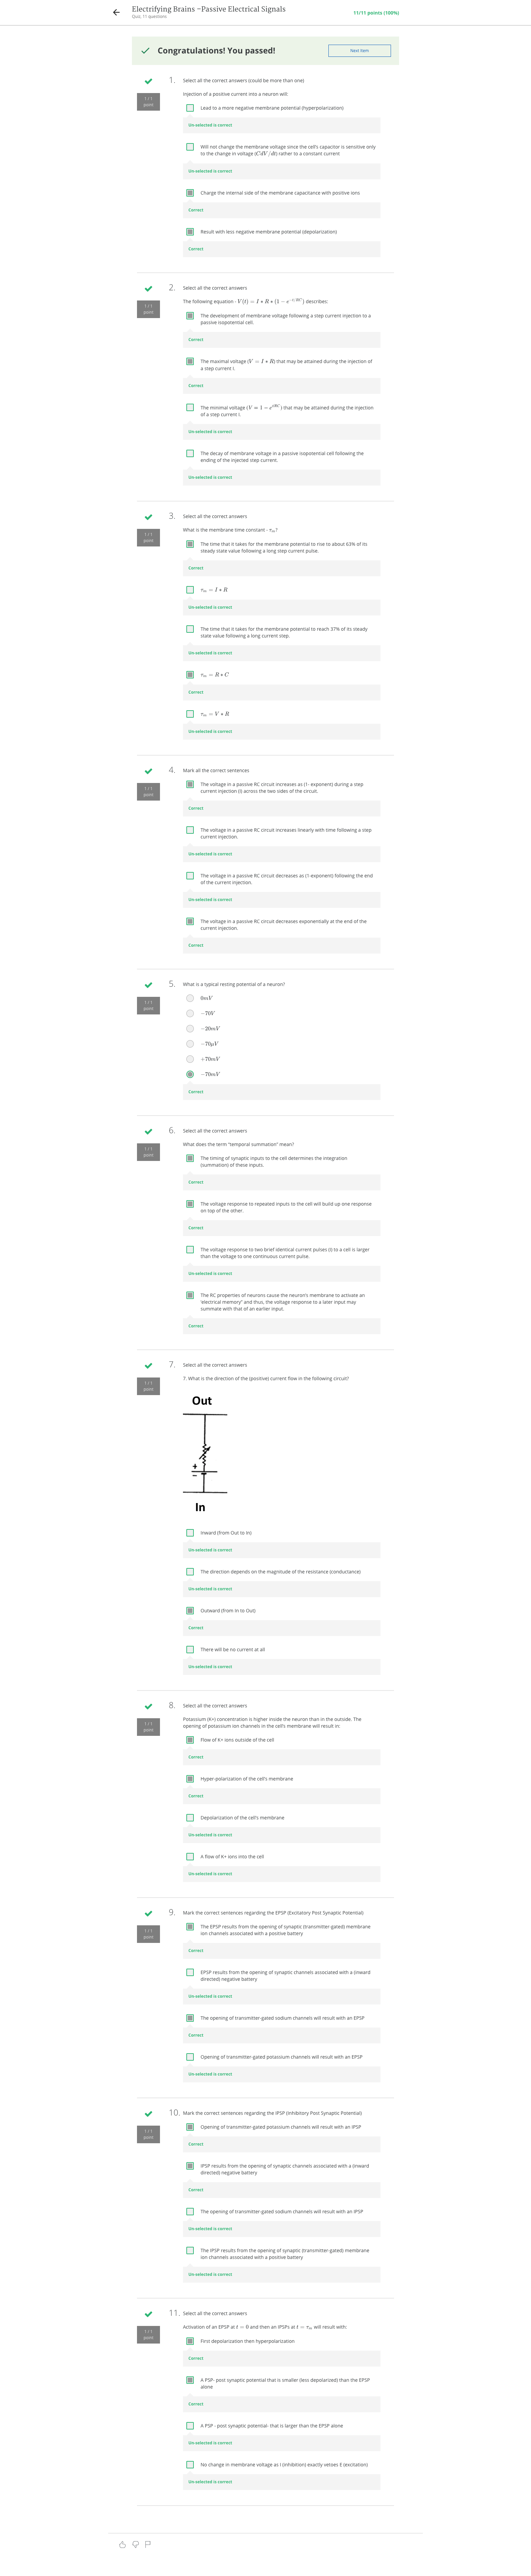 Electrifying Brains –Passive Electrical Signals
Quiz, 11 questions
11/11 points (100%)
Congratulations! You passed!
Next Item
1.
1 / 1
point
Select all the correct answers (could be more than one)
Injection of a positive current into a neuron will:
Lead to a more negative membrane potential (hyperpolarization)
Un-selected is correct
Will not change the membrane voltage since the cell's capacitor is sensitive only
to the change in voltage (CdV/dt) rather to a constant current
Un-selected is correct
Charge the internal side of the membrane capacitance with positive ions
Correct
Result with less negative membrane potential (depolarization)
Correct
2.
1 / 1
point
Select all the correct answers
The following equation - V(t) = I * R * (1 − e^{−t/RC}) describes:
The development of membrane voltage following a step current injection to a
passive isopotential cell.
Correct
The maximal voltage (V = I * R) that may be attained during the injection of
a step current I.
Correct
The minimal voltage (V = 1 − e^{t/RC}) that may be attained during the injection
of a step current I.
Un-selected is correct
The decay of membrane voltage in a passive isopotential cell following the
ending of the injected step current.
Un-selected is correct
3.
1 / 1
point
Select all the correct answers
What is the membrane time constant - τₘ?
The time that it takes for the membrane potential to rise to about 63% of its
steady state value following a long step current pulse.
Correct
τₘ = I * R
Un-selected is correct
The time that it takes for the membrane potential to reach 37% of its steady
state value following a long current step.
Un-selected is correct
τₘ = R * C
Correct
τₘ = V * R
Un-selected is correct
4.
1 / 1
point
Mark all the correct sentences
The voltage in a passive RC circuit increases as (1- exponent) during a step
current injection (I) across the two sides of the circuit.
Correct
The voltage in a passive RC circuit increases linearly with time following a step
current injection.
Un-selected is correct
The voltage in a passive RC circuit decreases as (1-exponent) following the end
of the current injection.
Un-selected is correct
The voltage in a passive RC circuit decreases exponentially at the end of the
current injection.
Correct
5.
1 / 1
point
What is a typical resting potential of a neuron?
0mV
−70V
−20mV
−70μV
+70mV
−70mV
Correct
6.
1 / 1
point
Select all the correct answers
What does the term "temporal summation" mean?
The timing of synaptic inputs to the cell determines the integration
(summation) of these inputs.
Correct
The voltage response to repeated inputs to the cell will build up one response
on top of the other.
Correct
The voltage response to two brief identical current pulses (I) to a cell is larger
than the voltage to one continuous current pulse.
Un-selected is correct
The RC properties of neurons cause the neuron's membrane to activate an
'electrical memory" and thus, the voltage response to a later input may
summate with that of an earlier input.
Correct
7.
1 / 1
point
Select all the correct answers
7. What is the direction of the (positive) current flow in the following circuit?
Out
+
−
In
Inward (from Out to In)
Un-selected is correct
The direction depends on the magnitude of the resistance (conductance)
Un-selected is correct
Outward (from In to Out)
Correct
There will be no current at all
Un-selected is correct
8.
1 / 1
point
Select all the correct answers
Potassium (K+) concentration is higher inside the neuron than in the outside. The
opening of potassium ion channels in the cell's membrane will result in:
Flow of K+ ions outside of the cell
Correct
Hyper-polarization of the cell's membrane
Correct
Depolarization of the cell's membrane
Un-selected is correct
A flow of K+ ions into the cell
Un-selected is correct
9.
1 / 1
point
Mark the correct sentences regarding the EPSP (Excitatory Post Synaptic Potential)
The EPSP results from the opening of synaptic (transmitter-gated) membrane
ion channels associated with a positive battery
Correct
EPSP results from the opening of synaptic channels associated with a (inward
directed) negative battery
Un-selected is correct
The opening of transmitter-gated sodium channels will result with an EPSP
Correct
Opening of transmitter-gated potassium channels will result with an EPSP
Un-selected is correct
10.
1 / 1
point
Mark the correct sentences regarding the IPSP (Inhibitory Post Synaptic Potential)
Opening of transmitter-gated potassium channels will result with an IPSP
Correct
IPSP results from the opening of synaptic channels associated with a (inward
directed) negative battery
Correct
The opening of transmitter-gated sodium channels will result with an IPSP
Un-selected is correct
The IPSP results from the opening of synaptic (transmitter-gated) membrane
ion channels associated with a positive battery
Un-selected is correct
11.
1 / 1
point
Select all the correct answers
Activation of an EPSP at t = 0 and then an IPSPs at t = τₘ will result with:
First depolarization then hyperpolarization
Correct
A PSP- post synaptic potential that is smaller (less depolarized) than the EPSP
alone
Correct
A PSP - post synaptic potential- that is larger than the EPSP alone
Un-selected is correct
No change in membrane voltage as I (inhibition) exactly vetoes E (excitation)
Un-selected is correct